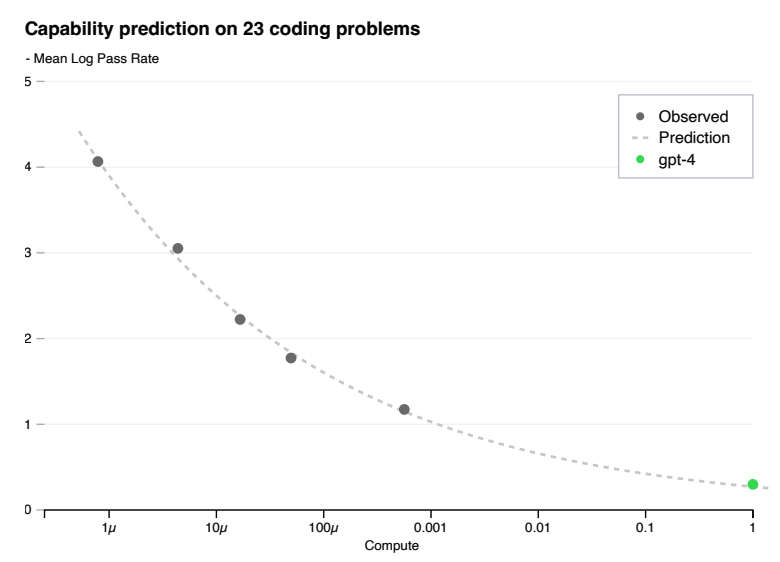 Capability prediction on 23 coding problems
- Mean Log Pass Rate
5
Observed
Prediction
gpt-4
4
3
2
1
0
1µ 10µ 100µ 0.001 0.01 0.1 1
Compute